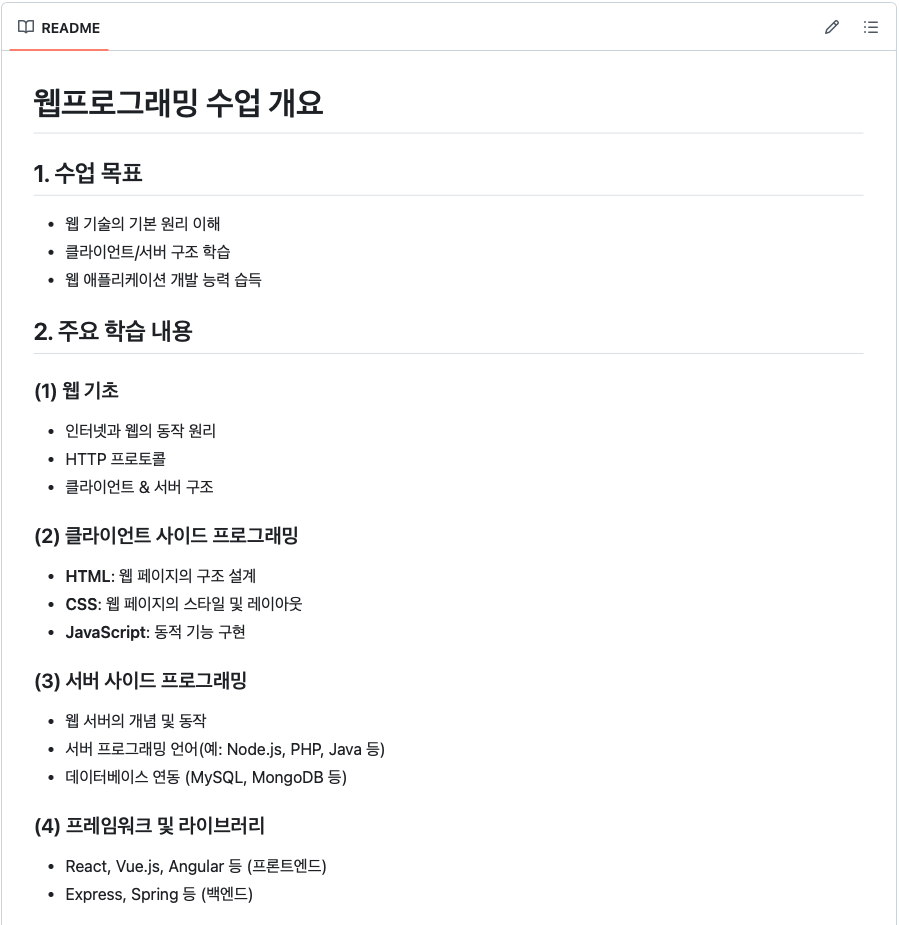 README
웹프로그래밍 수업 개요
1. 수업 목표
• 웹 기술의 기본 원리 이해
• 클라이언트/서버 구조 학습
• 웹 애플리케이션 개발 능력 습득
2. 주요 학습 내용
(1) 웹 기초
• 인터넷과 웹의 동작 원리
• HTTP 프로토콜
• 클라이언트 & 서버 구조
(2) 클라이언트 사이드 프로그래밍
• HTML: 웹 페이지의 구조 설계
• CSS: 웹 페이지의 스타일 및 레이아웃
• JavaScript: 동적 기능 구현
(3) 서버 사이드 프로그래밍
• 웹 서버의 개념 및 동작
• 서버 프로그래밍 언어(예: Node.js, PHP, Java 등)
• 데이터베이스 연동 (MySQL, MongoDB 등)
(4) 프레임워크 및 라이브러리
• React, Vue.js, Angular 등 (프론트엔드)
• Express, Spring 등 (백엔드)